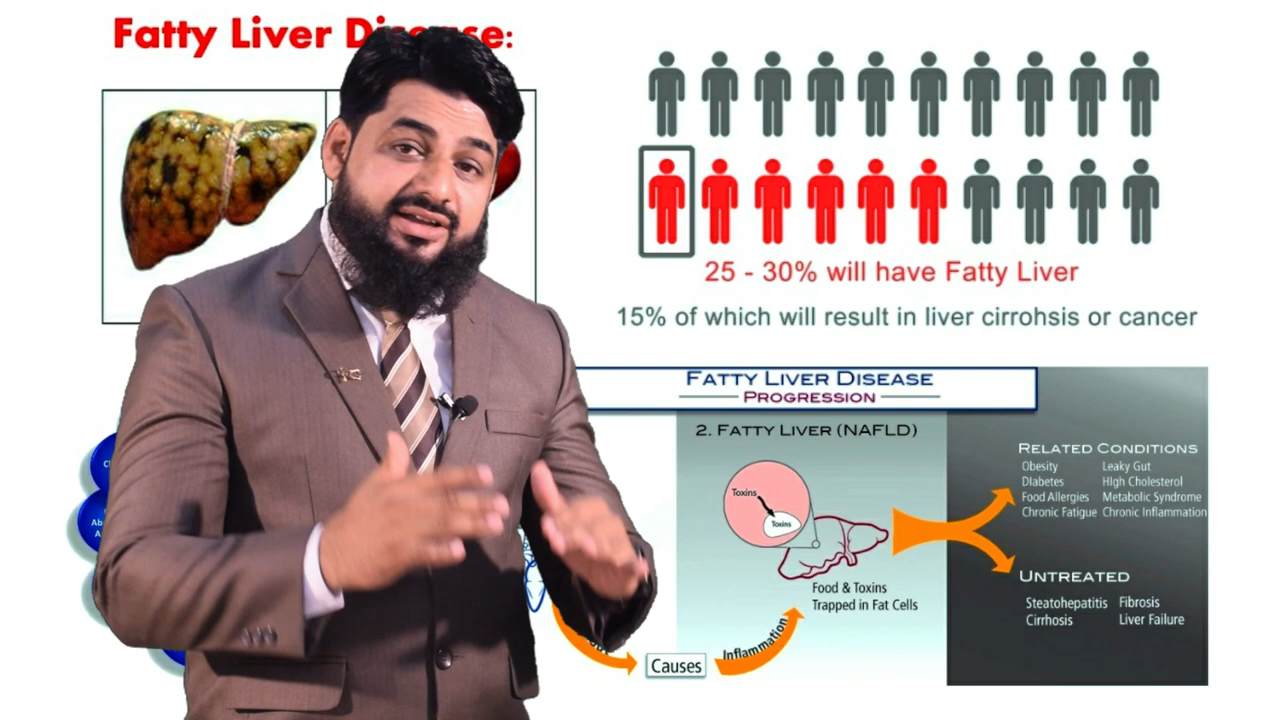 Fatty Liver Disease:
25 - 30% will have Fatty Liver
15% of which will result in liver cirrohsis or cancer
FATTY LIVER DISEASE
PROGRESSION
2. FATTY LIVER (NAFLD)
Toxins
Toxins
Food & Toxins
Trapped in Fat Cells
Causes
Inflammation
RELATED CONDITIONS
Obesity Leaky Gut
DIabetes HIgh Cholesterol
Food Allergies Metabolic Syndrome
Chronic Fatigue Chronic Inflammation
UNTREATED
Steatohepatitis Fibrosis
Cirrhosis Liver Failure